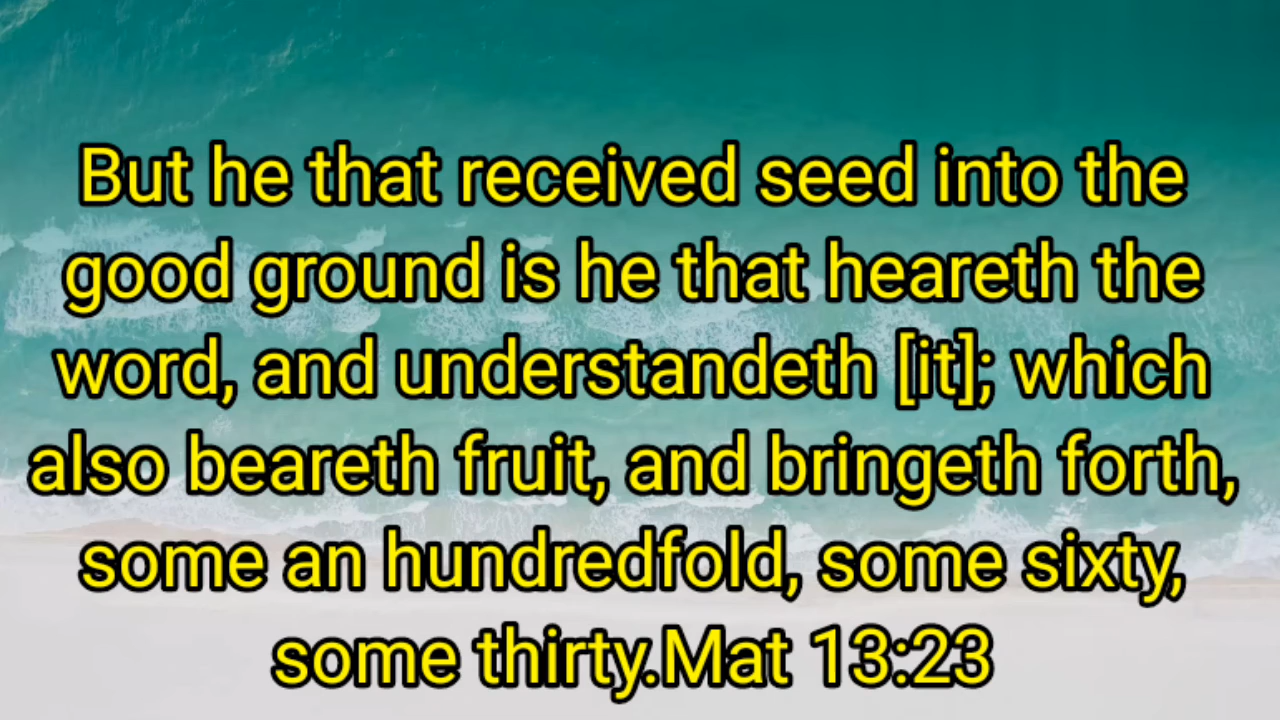 But he that received seed into the
good ground is he that heareth the
word, and understandeth [it]; which
also beareth fruit, and bringeth forth,
some an hundredfold, some sixty,
some thirty.Mat 13:23